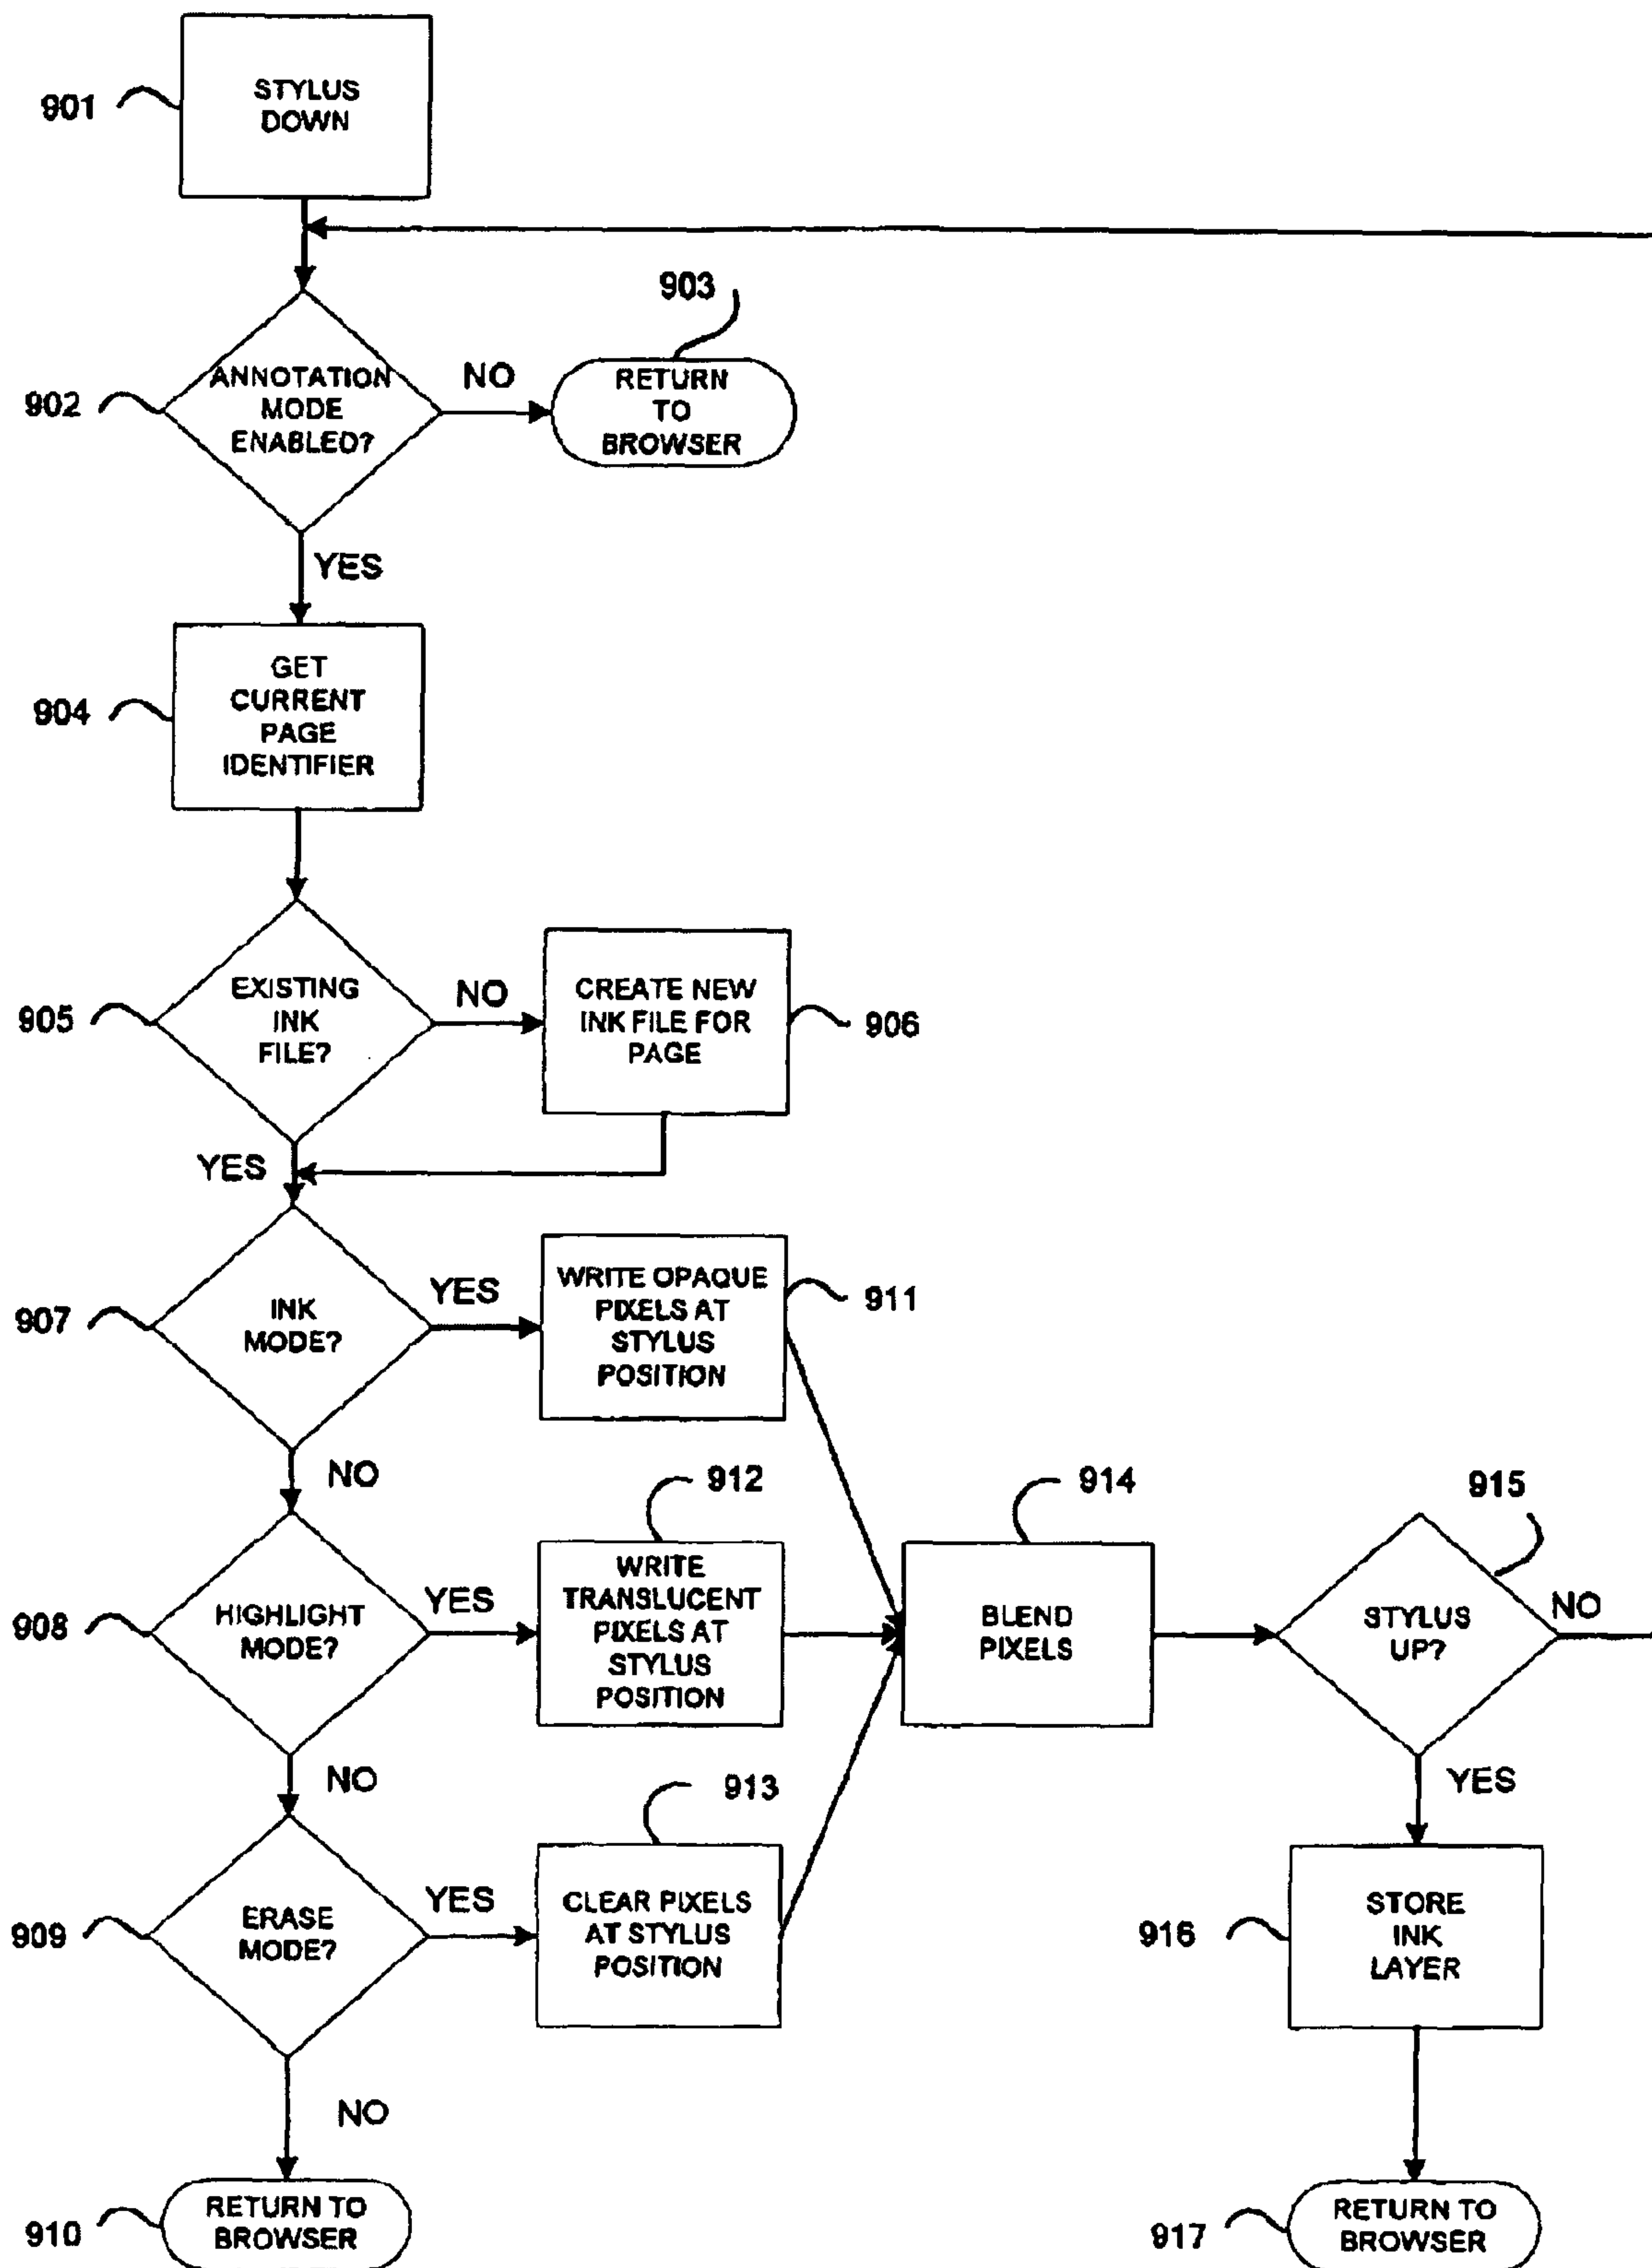 901
STYLUS
DOWN
903
902
ANNOTATION
MODE
ENABLED?
NO
RETURN
TO
BROWSER
YES
904
GET
CURRENT
PAGE
IDENTIFIER
905
EXISTING
INK
FILE?
NO
CREATE NEW
INK FILE FOR
PAGE
906
YES
907
INK
MODE?
YES
WRITE OPAQUE
PIXELS AT
STYLUS
POSITION
911
NO
912
914
915
908
HIGHLIGHT
MODE?
YES
WRITE
TRANSLUCENT
PIXELS AT
STYLUS
POSITION
BLEND
PIXELS
STYLUS
UP?
NO
NO
913
YES
909
ERASE
MODE?
YES
CLEAR PIXELS
AT STYLUS
POSITION
916
STORE
INK
LAYER
NO
910
RETURN TO
BROWSER
917
RETURN TO
BROWSER